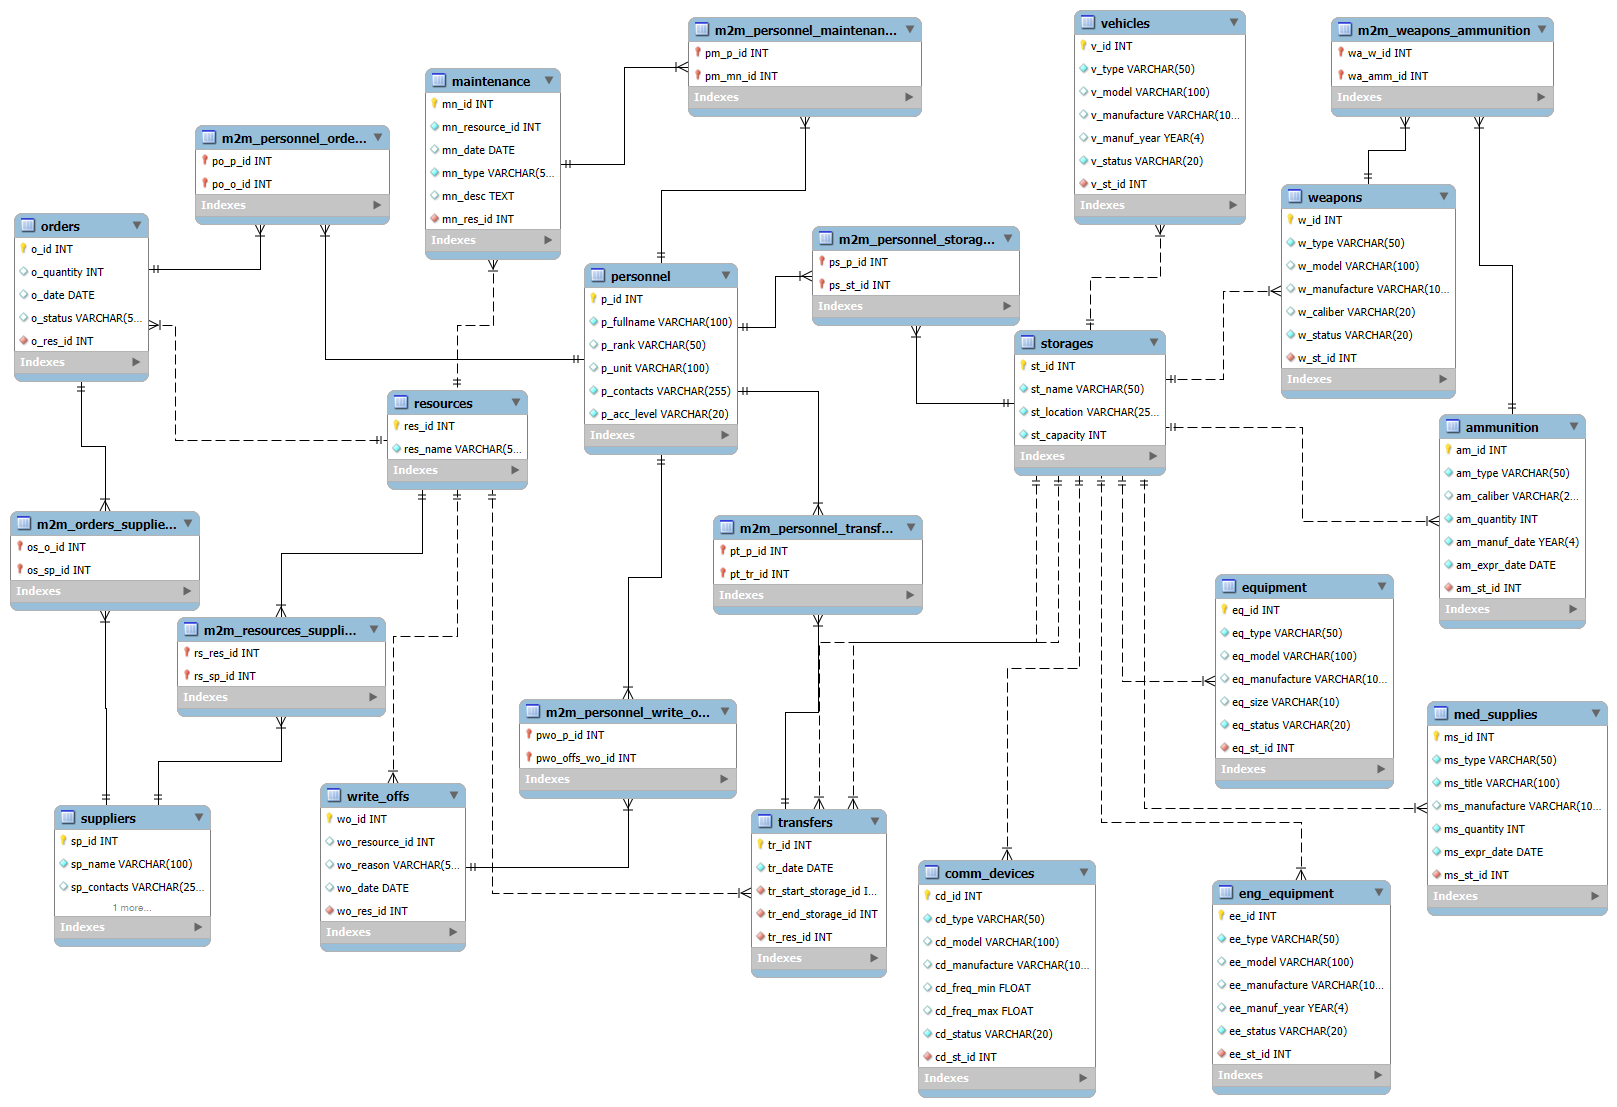 m2m_personnel_maintenan...
pm_p_id INT
pm_mn_id INT
Indexes
vehicles
v_id INT
v_type VARCHAR(50)
v_model VARCHAR(100)
v_manufacture VARCHAR(10...
v_manuf_year YEAR(4)
v_status VARCHAR(20)
v_st_id INT
Indexes
m2m_weapons_ammunition
wa_w_id INT
wa_amm_id INT
Indexes
maintenance
mn_id INT
mn_resource_id INT
mn_date DATE
mn_type VARCHAR(5...
mn_desc TEXT
mn_res_id INT
Indexes
m2m_personnel_orde...
po_p_id INT
po_o_id INT
Indexes
orders
o_id INT
o_quantity INT
o_date DATE
o_status VARCHAR(5...
o_res_id INT
Indexes
personnel
p_id INT
p_fullname VARCHAR(100)
p_rank VARCHAR(50)
p_unit VARCHAR(100)
p_contacts VARCHAR(255)
p_acc_level VARCHAR(20)
Indexes
m2m_personnel_storag...
ps_p_id INT
ps_st_id INT
Indexes
weapons
w_id INT
w_type VARCHAR(50)
w_model VARCHAR(100)
w_manufacture VARCHAR(10...
w_caliber VARCHAR(20)
w_status VARCHAR(20)
w_st_id INT
Indexes
storages
st_id INT
st_name VARCHAR(50)
st_location VARCHAR(25...
st_capacity INT
Indexes
resources
res_id INT
res_name VARCHAR(5...
Indexes
ammunition
am_id INT
am_type VARCHAR(50)
am_caliber VARCHAR(2...
am_quantity INT
am_manuf_date YEAR(4)
am_expr_date DATE
am_st_id INT
Indexes
m2m_orders_supplie...
os_o_id INT
os_sp_id INT
Indexes
m2m_personnel_transf...
pt_p_id INT
pt_tr_id INT
Indexes
equipment
eq_id INT
eq_type VARCHAR(50)
eq_model VARCHAR(100)
eq_manufacture VARCHAR(10...
eq_size VARCHAR(10)
eq_status VARCHAR(20)
eq_st_id INT
Indexes
m2m_resources_suppli...
rs_res_id INT
rs_sp_id INT
Indexes
m2m_personnel_write_o...
pwo_p_id INT
pwo_offs_wo_id INT
Indexes
med_supplies
ms_id INT
ms_type VARCHAR(50)
ms_title VARCHAR(100)
ms_manufacture VARCHAR(10...
ms_quantity INT
ms_expr_date DATE
ms_st_id INT
Indexes
suppliers
sp_id INT
sp_name VARCHAR(100)
sp_contacts VARCHAR(25...
1 more...
Indexes
write_offs
wo_id INT
wo_resource_id INT
wo_reason VARCHAR(5...
wo_date DATE
wo_res_id INT
Indexes
transfers
tr_id INT
tr_date DATE
tr_start_storage_id I...
tr_end_storage_id INT
tr_res_id INT
Indexes
comm_devices
cd_id INT
cd_type VARCHAR(50)
cd_model VARCHAR(100)
cd_manufacture VARCHAR(10...
cd_freq_min FLOAT
cd_freq_max FLOAT
cd_status VARCHAR(20)
cd_st_id INT
Indexes
eng_equipment
ee_id INT
ee_type VARCHAR(50)
ee_model VARCHAR(100)
ee_manufacture VARCHAR(10...
ee_manuf_year YEAR(4)
ee_status VARCHAR(20)
ee_st_id INT
Indexes